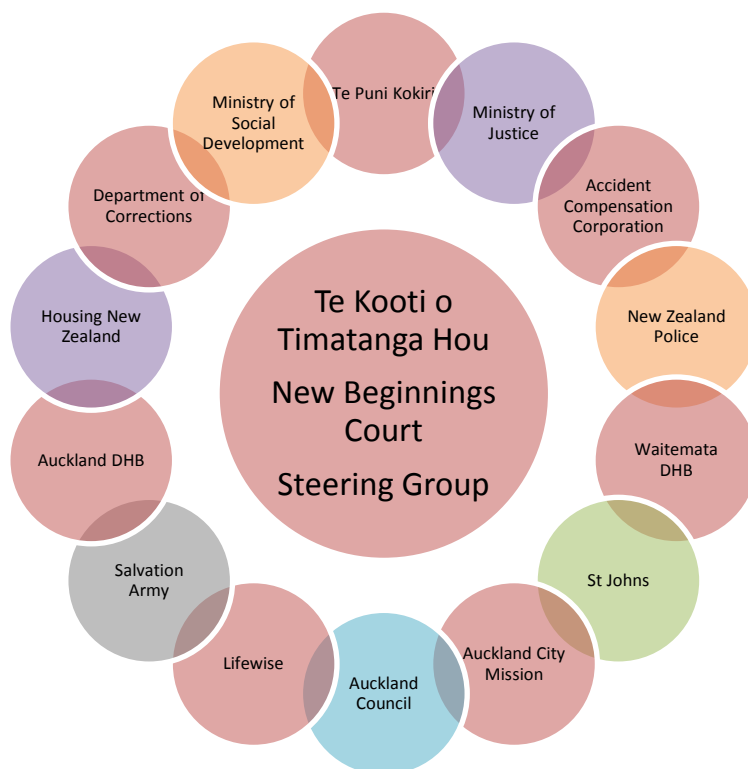 Te Puni Kokiri
Ministry of
Justice
Accident
Compensation
Corporation
New Zealand
Police
Waitemata
DHB
St Johns
Auckland City
Mission
Auckland
Council
Lifewise
Salvation
Army
Auckland DHB
Housing New
Zealand
Department of
Corrections
Ministry of
Social
Development
Te Kooti o
Timatanga Hou
New Beginnings
Court
Steering Group